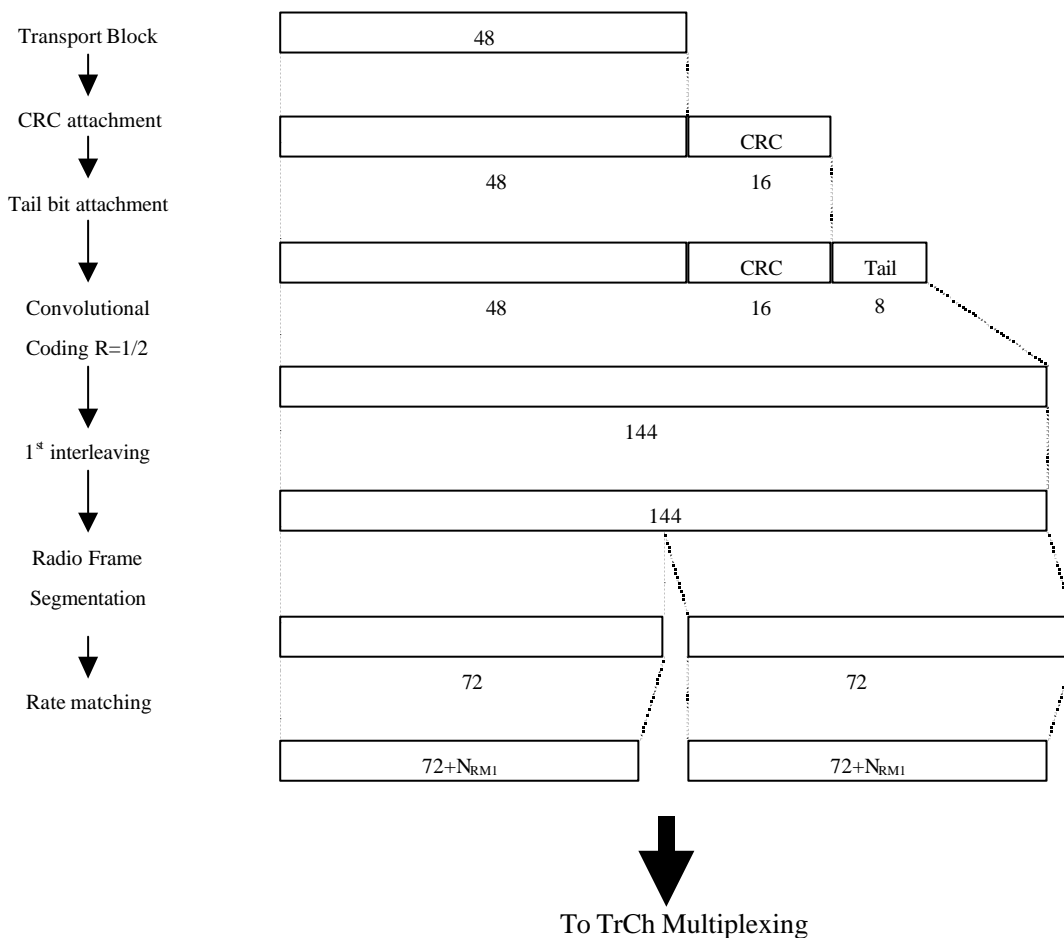 Transport Block
48
CRC attachment
CRC
48 16
Tail bit attachment
CRC Tail
Convolutional
48 16 8
Coding R=1/2
144
1st interleaving
144
Radio Frame
Segmentation
72 72
Rate matching
72+NRM1 72+NRM1
To TrCh Multiplexing